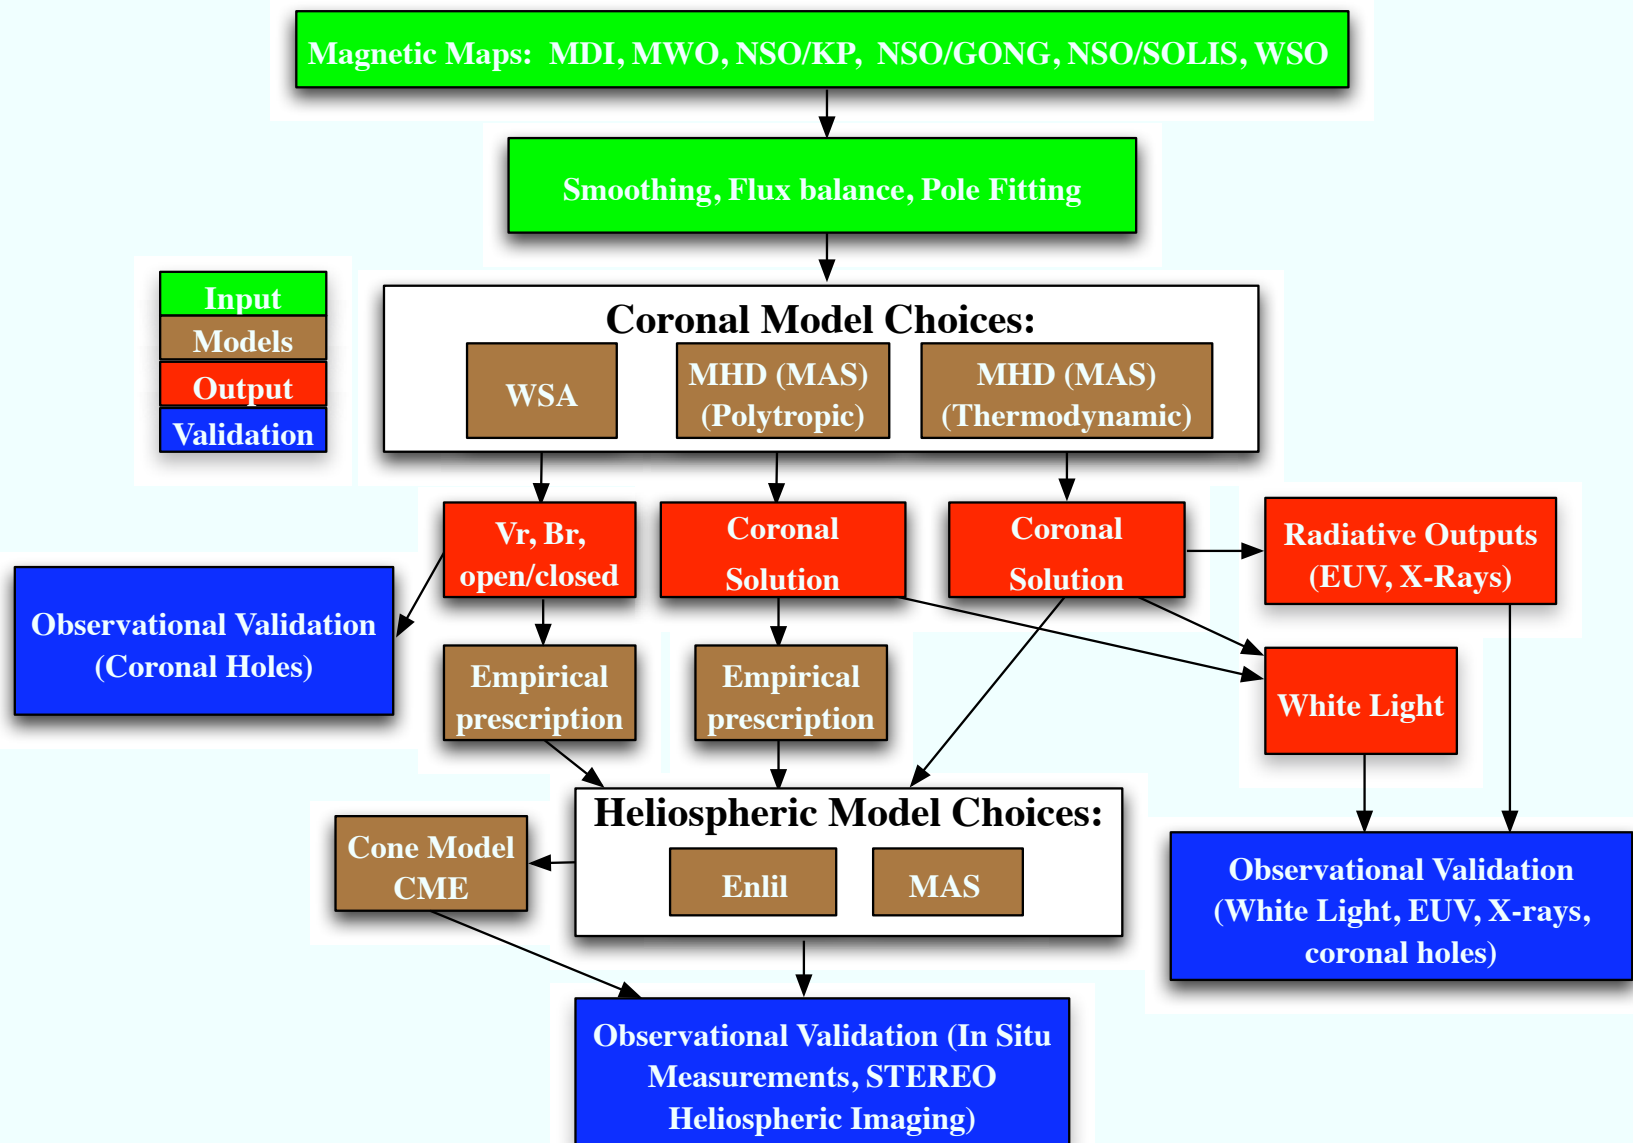 Magnetic Maps: MDI, MWO, NSO/KP, NSO/GONG, NSO/SOLIS, WSO
Smoothing, Flux balance, Pole Fitting
Input
Models
Output
Validation
Coronal Model Choices:
WSA
MHD (MAS)
(Polytropic)
MHD (MAS)
(Thermodynamic)
Vr, Br,
open/closed
Coronal
Solution
Coronal
Solution
Radiative Outputs
(EUV, X-Rays)
Observational Validation
(Coronal Holes)
Empirical
prescription
Empirical
prescription
White Light
Heliospheric Model Choices:
Enlil
MAS
Cone Model
CME
Observational Validation
(White Light, EUV, X-rays,
coronal holes)
Observational Validation (In Situ
Measurements, STEREO
Heliospheric Imaging)